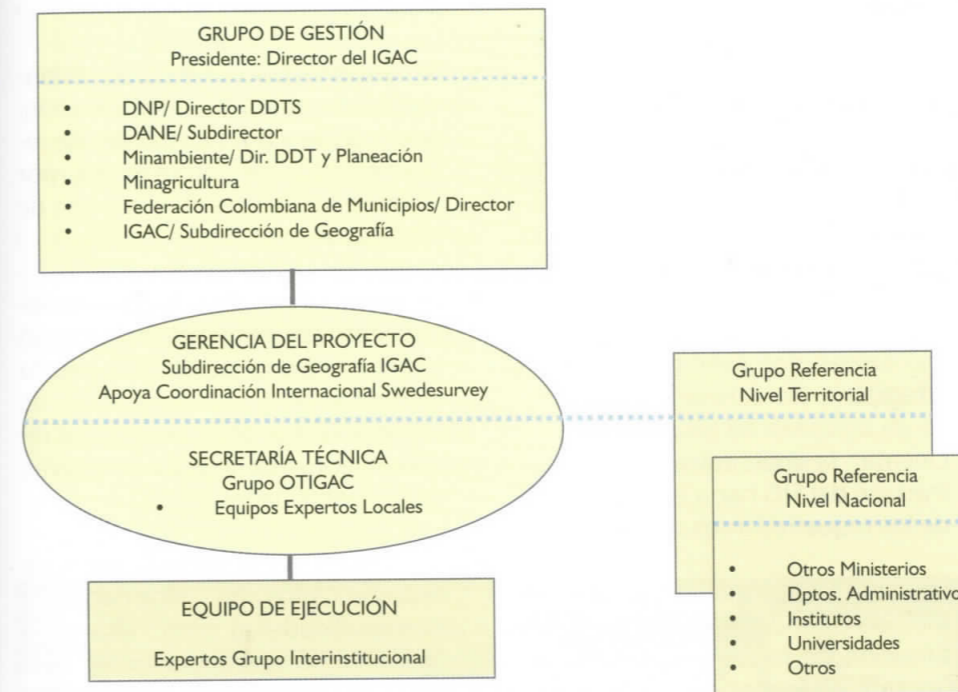 GRUPO DE GESTIÓN
Presidente: Director del IGAC
• DNP/ Director DDTS
• DANE/ Subdirector
• Minambiente/ Dir. DDT y Planeación
• Minagricultura
• Federación Colombiana de Municipios/ Director
• IGAC/ Subdirección de Geografía
GERENCIA DEL PROYECTO
Subdirección de Geografía IGAC
Apoya Coordinación Internacional Swedesurvey
SECRETARÍA TÉCNICA
Grupo OTIGAC
• Equipos Expertos Locales
EQUIPO DE EJECUCIÓN
Expertos Grupo Interinstitucional
Grupo Referencia
Nivel Territorial
Grupo Referencia
Nivel Nacional
• Otros Ministerios
• Dptos. Administrativo
• Institutos
• Universidades
• Otros